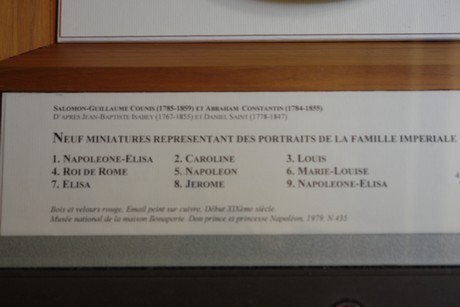 SALOMON-GUILLAUME COUNIS (1785-1859) ET ABRAHAM CONSTANTIN (1784-1855)
D'APRES JEAN-BAPTISTE ISABEY (1767-1855) ET DANIEL SAINT (1778-1847)
NEUF MINIATURES REPRESENTANT DES PORTRAITS DE LA FAMILLE IMPERIALE
1. NAPOLEONE-ELISA 2. CAROLINE 3. LOUIS
4. ROI DE ROME 5. NAPOLEON 6. MARIE-LOUISE
7. ELISA 8. JEROME 9. NAPOLEONE-ELISA
Bois et velours rouge, Email peint sur cuivre. Début XIXème siècle
Musée national de la maison Bonaparte. Don prince et princesse Napoléon, 1979. N.435